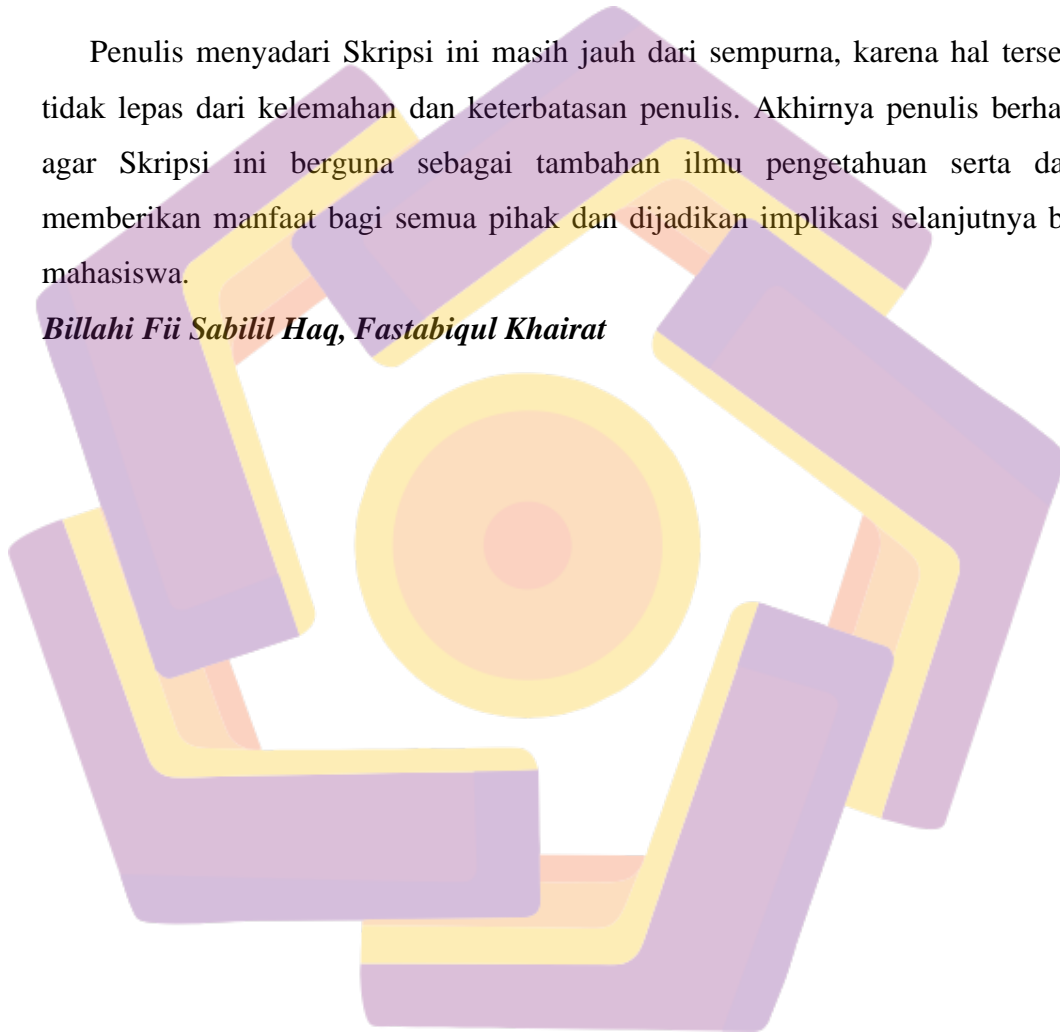 Penulis menyadari Skripsi ini masih jauh dari sempurna, karena hal terse
tidak lepas dari kelemahan dan keterbatasan penulis. Akhirnya penulis berha
agar Skripsi ini berguna sebagai tambahan ilmu pengetahuan serta da
memberikan manfaat bagi semua pihak dan dijadikan implikasi selanjutnya b
mahasiswa.
Billahi Fii Sabilil Haq, Fastabiqul Khairat